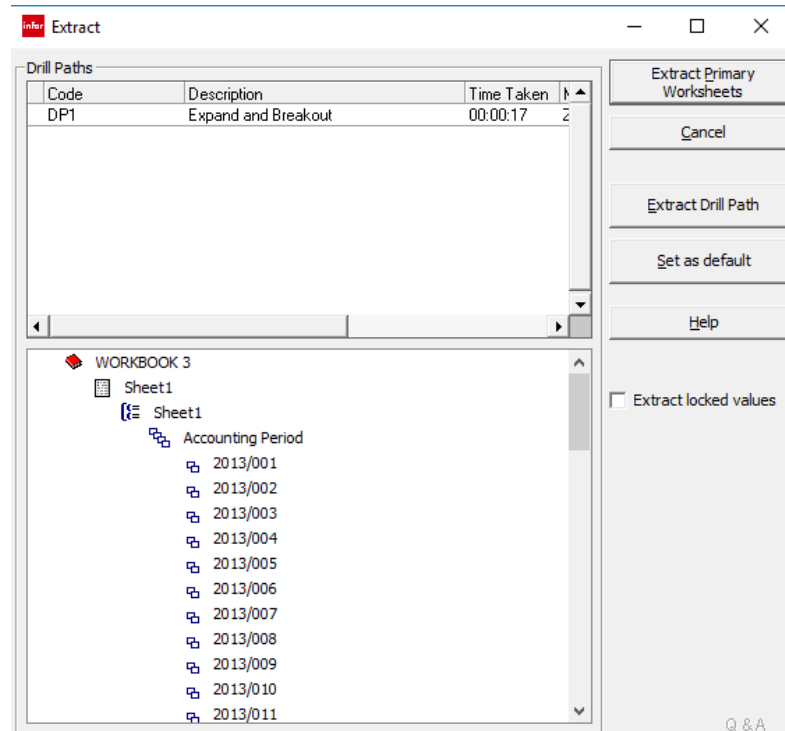 infor Extract
Drill Paths
Code Description Time Taken
DP1 Expand and Breakout 00:00:17
WORKBOOK 3
Sheet1
Sheet1
Accounting Period
2013/001
2013/002
2013/003
2013/004
2013/005
2013/006
2013/007
2013/008
2013/009
2013/010
2013/011
Extract Primary
Worksheets
Cancel
Extract Drill Path
Set as default
Help
Extract locked values
Q & A